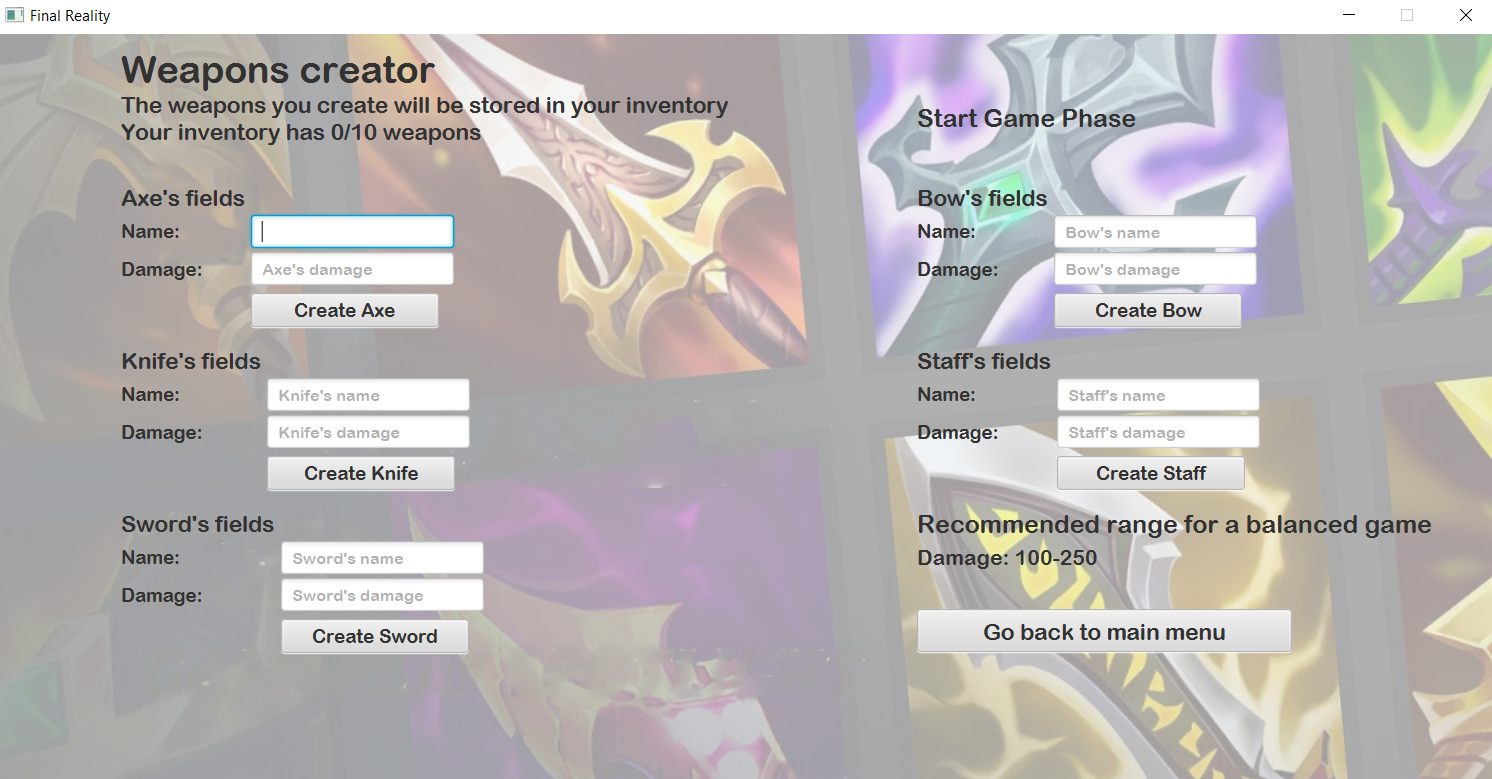 Final Reality
Weapons creator
The weapons you create will be stored in your inventory
Your inventory has 0/10 weapons
Start Game Phase
Axe's fields
Name:
Damage: Axe's damage
Create Axe
Bow's fields
Name: Bow's name
Damage: Bow's damage
Create Bow
Knife's fields
Name: Knife's name
Damage: Knife's damage
Create Knife
Staff's fields
Name: Staff's name
Damage: Staff's damage
Create Staff
Sword's fields
Name: Sword's name
Damage: Sword's damage
Create Sword
Recommended range for a balanced game
Damage: 100-250
Go back to main menu